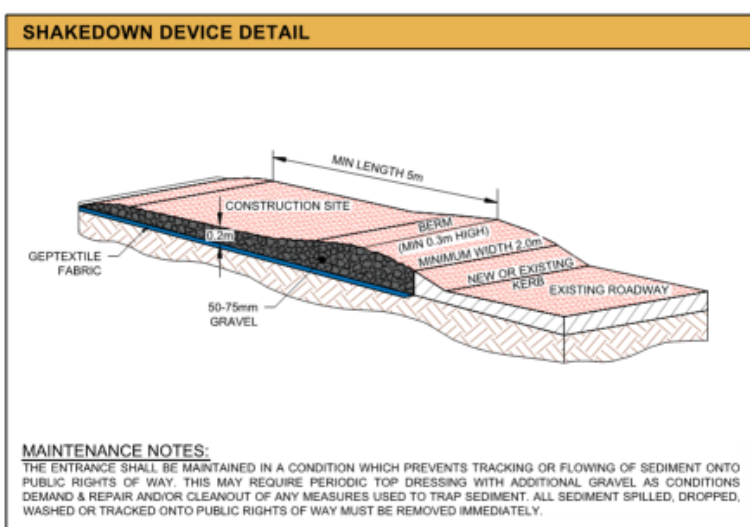 SHAKEDOWN DEVICE DETAIL
MIN LENGTH 5m
CONSTRUCTION SITE
0.2m
BERM
(MIN 0.3m HIGH)
MINIMUM WIDTH 2.0m
NEW OR EXISTING
KERB
EXISTING ROADWAY
GEPTEXTILE
FABRIC
50-75mm
GRAVEL
MAINTENANCE NOTES:
THE ENTRANCE SHALL BE MAINTAINED IN A CONDITION WHICH PREVENTS TRACKING OR FLOWING OF SEDIMENT ONTO
PUBLIC RIGHTS OF WAY. THIS MAY REQUIRE PERIODIC TOP DRESSING WITH ADDITIONAL GRAVEL AS CONDITIONS
DEMAND & REPAIR AND/OR CLEANOUT OF ANY MEASURES USED TO TRAP SEDIMENT. ALL SEDIMENT SPILLED, DROPPED,
WASHED OR TRACKED ONTO PUBLIC RIGHTS OF WAY MUST BE REMOVED IMMEDIATELY.